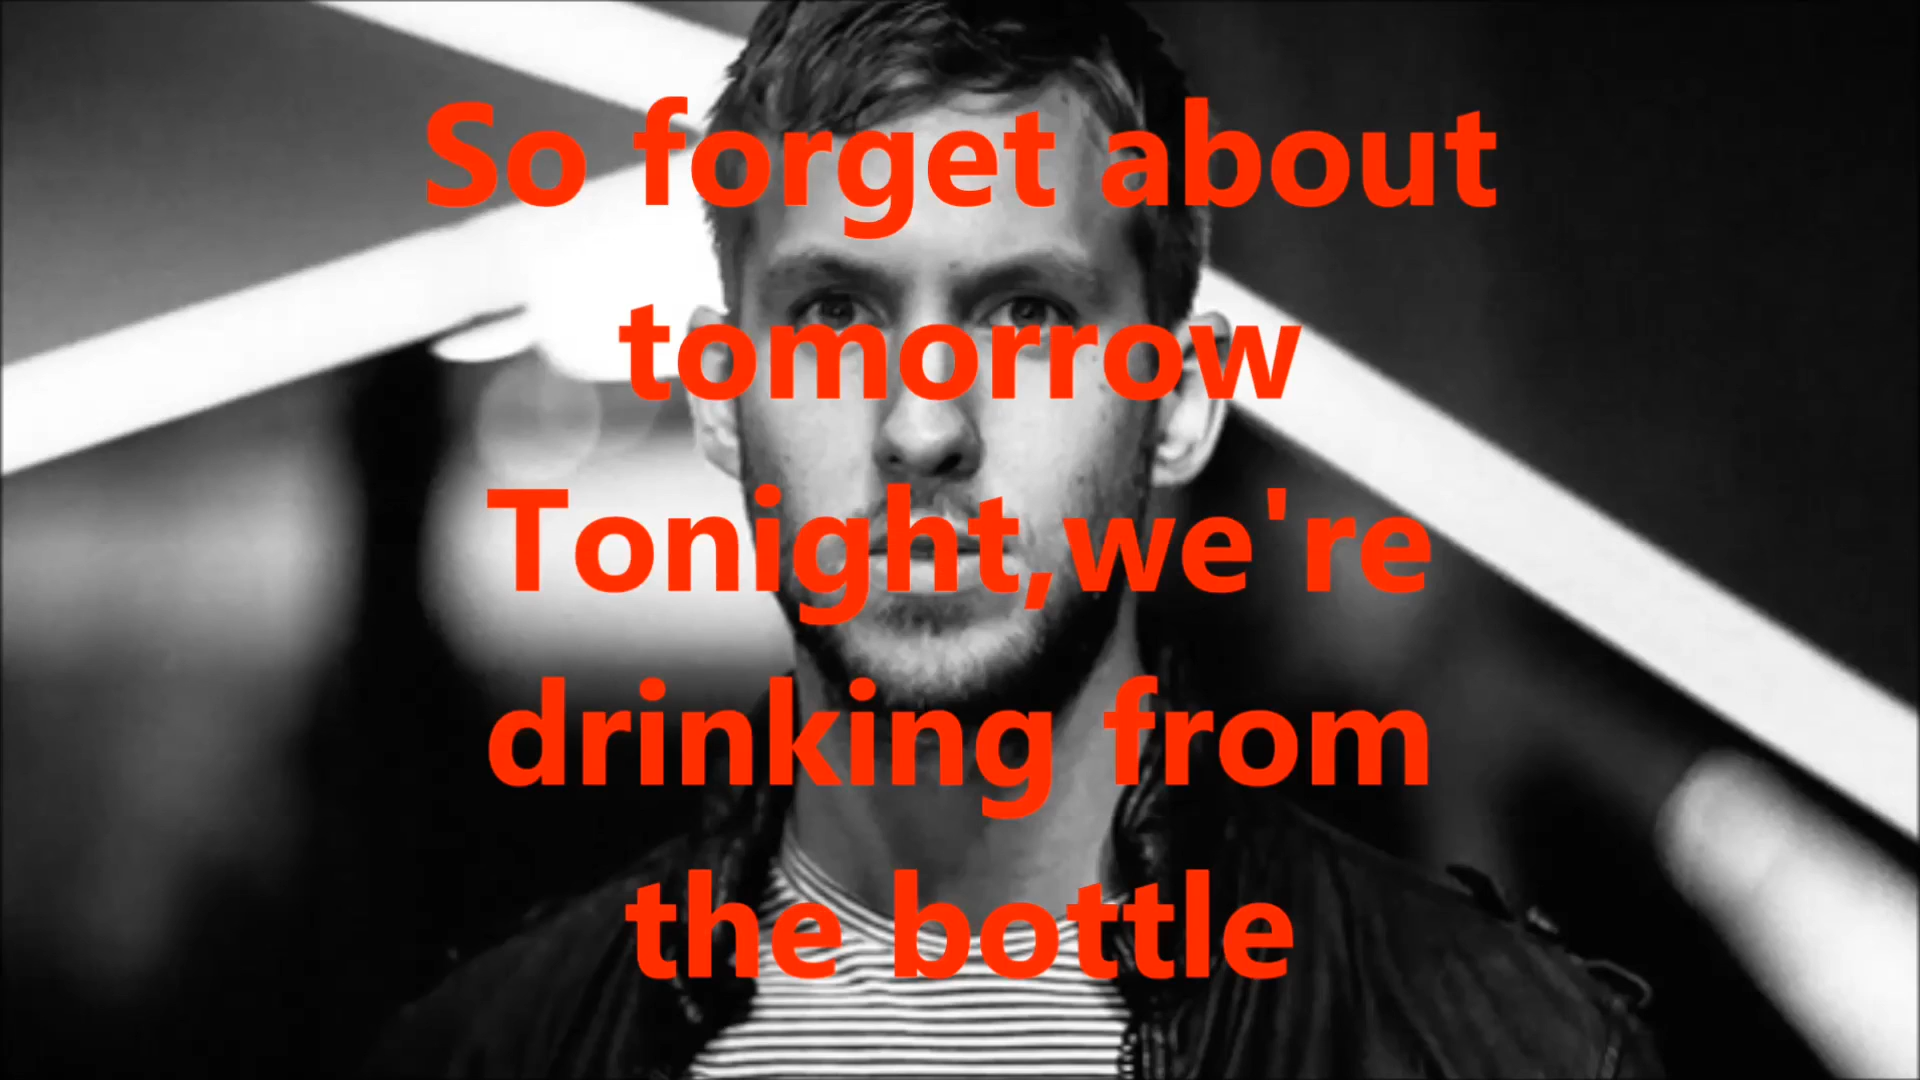 So forget about
tomorrow
Tonight,we're
drinking from
the bottle